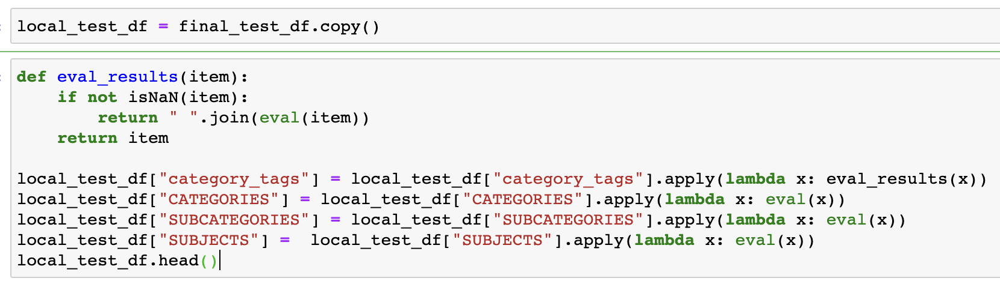 local_test_df = final_test_df.copy()
def eval_results(item):
    if not isNaN(item):
        return " ".join(eval(item))
    return item
local_test_df["category_tags"] = local_test_df["category_tags"].apply(lambda x: eval_results(x))
local_test_df["CATEGORIES"] = local_test_df["CATEGORIES"].apply(lambda x: eval(x))
local_test_df["SUBCATEGORIES"] = local_test_df["SUBCATEGORIES"].apply(lambda x: eval(x))
local_test_df["SUBJECTS"] =  local_test_df["SUBJECTS"].apply(lambda x: eval(x))
local_test_df.head()